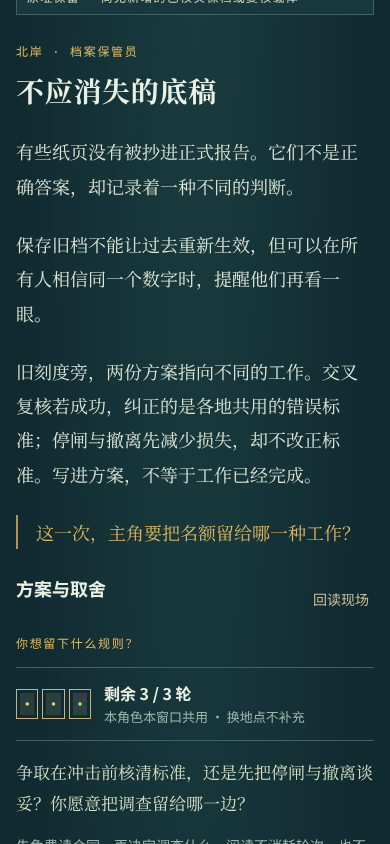 北岸 · 档案保管员
不应消失的底稿
有些纸页没有被抄进正式报告。它们不是正
确答案，却记录着一种不同的判断。
保存旧档不能让过去重新生效，但可以在所
有人相信同一个数字时，提醒他们再看一
眼。
旧刻度旁，两份方案指向不同的工作。交叉
复核若成功，纠正的是各地共用的错误标
准；停闸与撤离先减少损失，却不改正标
准。写进方案，不等于工作已经完成。
这一次，主角要把名额留给哪一种工作？
方案与取舍
回读现场
你想留下什么规则？
剩余 3 / 3 轮
本角色本窗口共用 · 换地点不补充
争取在冲击前核清标准，还是先把停闸与撤离谈
妥？你愿意把调查留给哪一边？